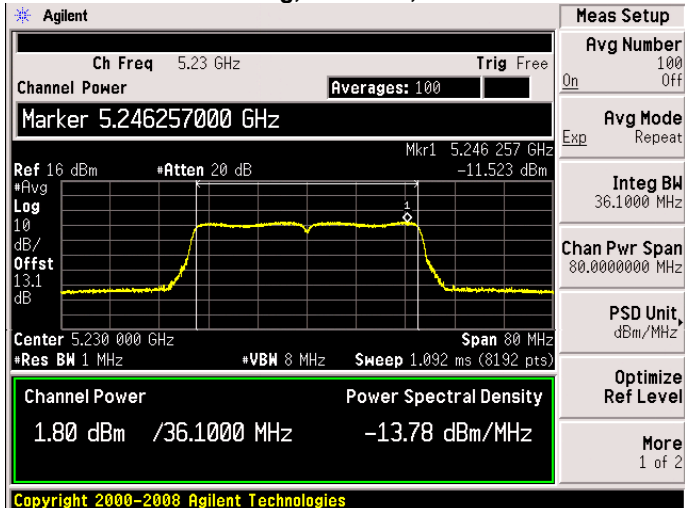 Agilent
Meas Setup
Ch Freq 5.23 GHz Trig Free
Channel Power Averages: 100
Marker 5.246257000 GHz
Mkr1 5.246 257 GHz
Ref 16 dBm #Atten 20 dB -11.523 dBm
#Avg
Log
10
dB/
Offst
13.1
dB
1
Center 5.230 000 GHz Span 80 MHz
#Res BW 1 MHz #VBW 8 MHz Sweep 1.092 ms (8192 pts)
Channel Power Power Spectral Density
1.80 dBm /36.1000 MHz -13.78 dBm/MHz
Copyright 2000-2008 Agilent Technologies
Avg Number
100
On Off
Avg Mode
Exp Repeat
Integ BW
36.1000 MHz
Chan Pwr Span
80.0000000 MHz
PSD Unit
dBm/MHz
Optimize
Ref Level
More
1 of 2